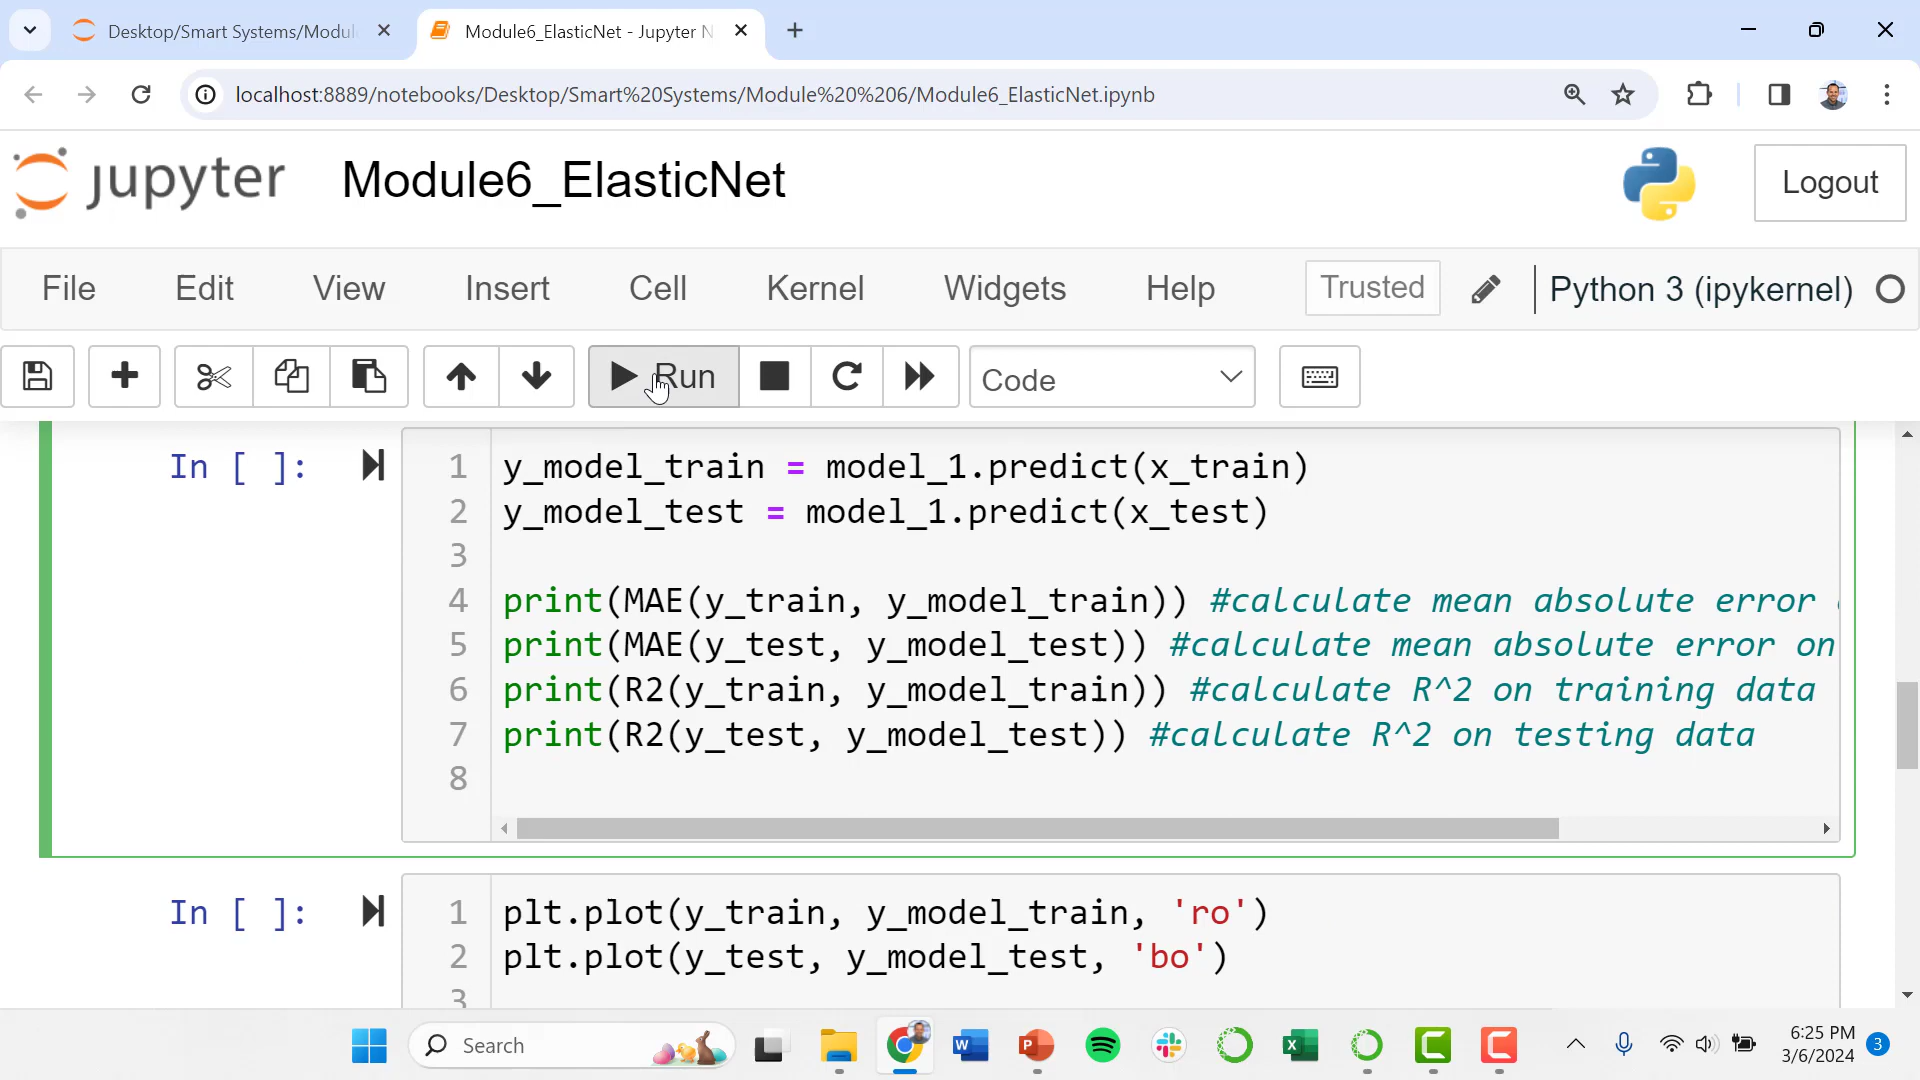 Desktop/Smart Systems/Modul
Module6_ElasticNet - Jupyter N
localhost:8889/notebooks/Desktop/Smart%20Systems/Module%20%206/Module6_ElasticNet.ipynb
jupyter Module6_ElasticNet Logout
File Edit View Insert Cell Kernel Widgets Help Trusted Python 3 (ipykernel)
Run Code
In [ ]:
1 y_model_train = model_1.predict(x_train)
2 y_model_test = model_1.predict(x_test)
3
4 print(MAE(y_train, y_model_train)) #calculate mean absolute error
5 print(MAE(y_test, y_model_test)) #calculate mean absolute error on
6 print(R2(y_train, y_model_train)) #calculate R^2 on training data
7 print(R2(y_test, y_model_test)) #calculate R^2 on testing data
8
In [ ]:
1 plt.plot(y_train, y_model_train, 'ro')
2 plt.plot(y_test, y_model_test, 'bo')
3
Search
W P X
6:25 PM
3/6/2024
3